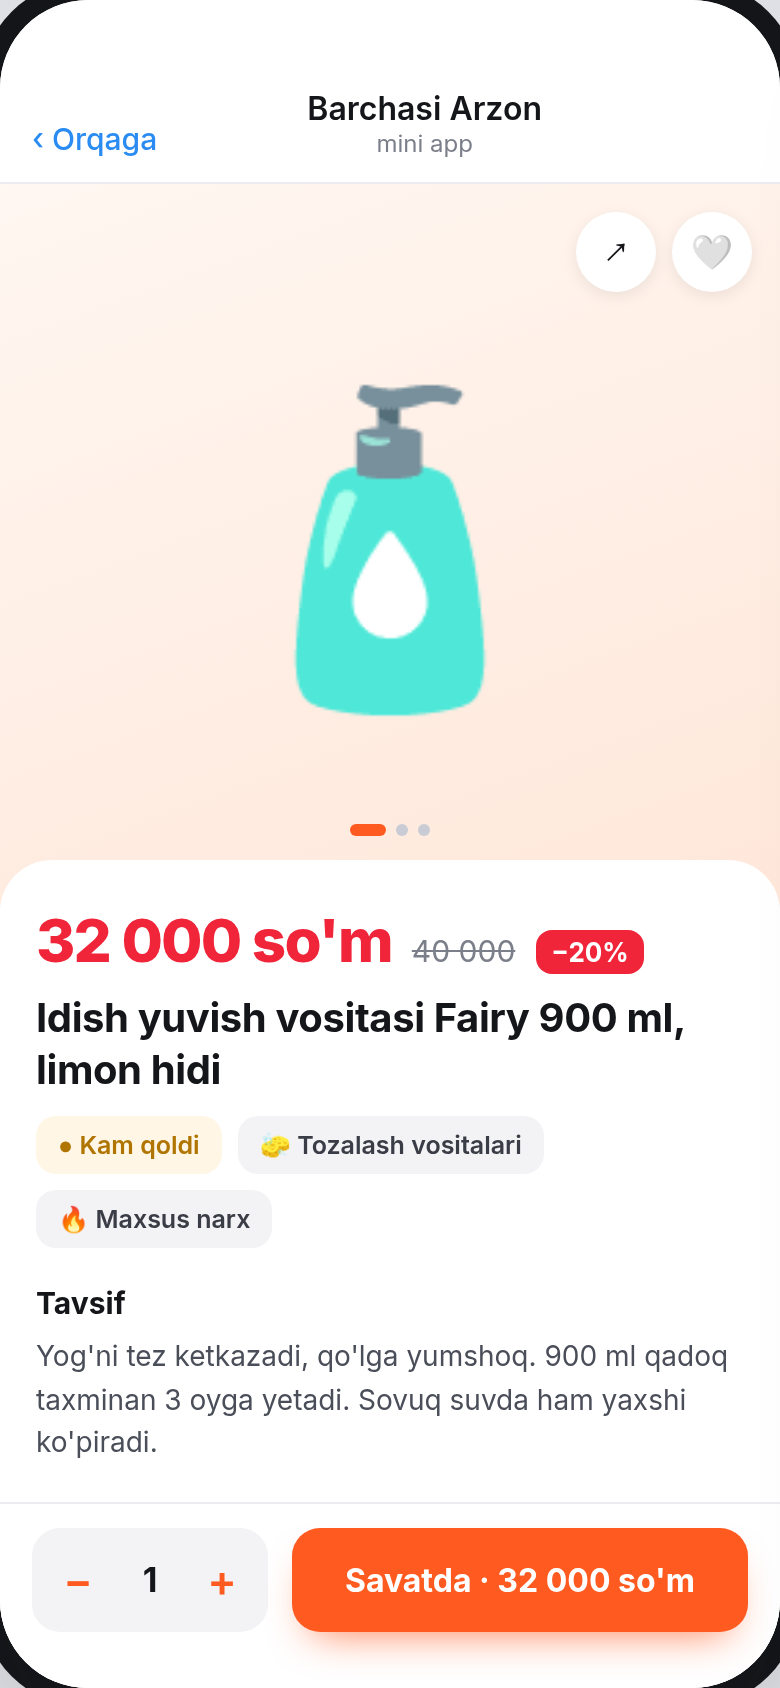 Barchasi Arzon
‹ Orqaga
mini app
32 000 so'm 40 000 −20%
Idish yuvish vositasi Fairy 900 ml,
limon hidi
● Kam qoldi
🧽 Tozalash vositalari
🔥 Maxsus narx
Tavsif
Yog'ni tez ketkazadi, qo'lga yumshoq. 900 ml qadoq
taxminan 3 oyga yetadi. Sovuq suvda ham yaxshi
ko'piradi.
− 1 +
Savatda · 32 000 so'm